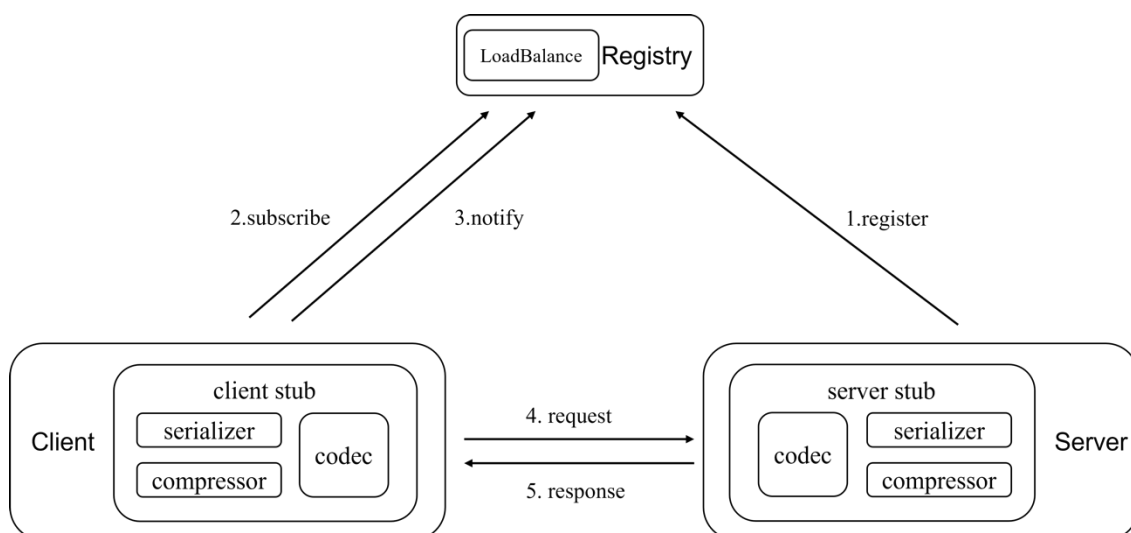 LoadBalance
Registry
2.subscribe
3.notify
1.register
Client
client stub
serializer
compressor
codec
4. request
5. response
server stub
codec
serializer
compressor
Server